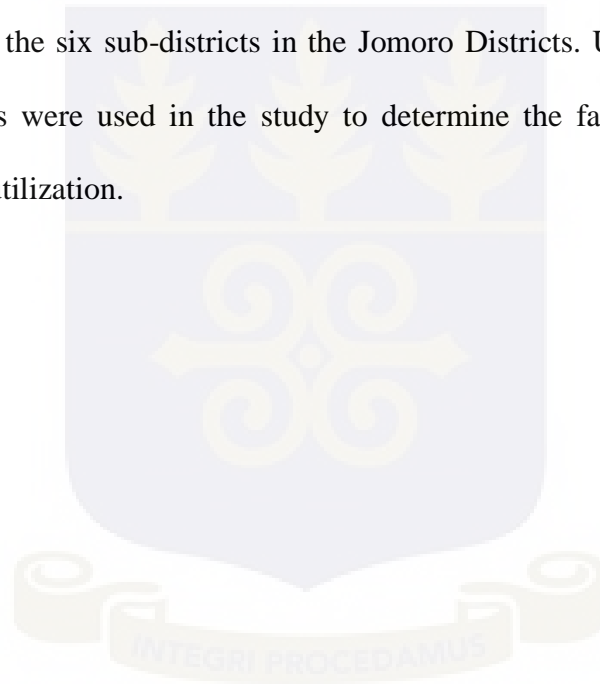 the six sub-districts in the Jomoro Districts. U
s were used in the study to determine the fa
tilization.
INTEGRI PROCEDAMUS